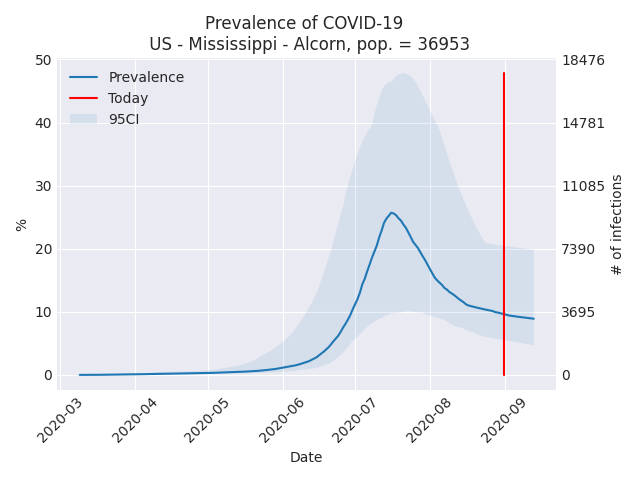 Prevalence of COVID-19
US - Mississippi - Alcorn, pop. = 36953
Prevalence
Today
95CI
50
40
30
20
10
0
%
18476
14781
11085
7390
3695
0
# of infections
2020-03
2020-04
2020-05
2020-06
2020-07
2020-08
2020-09
Date